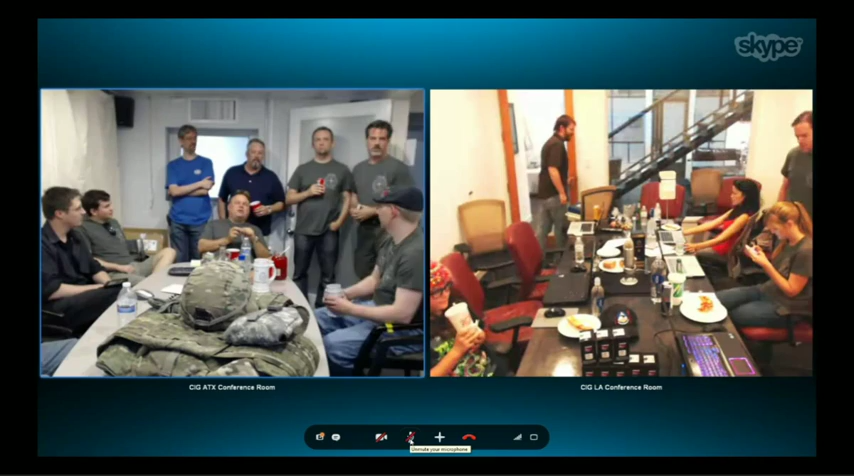 skype
CIG ATX Conference Room
CIG LA Conference Room
Unmute your microphone